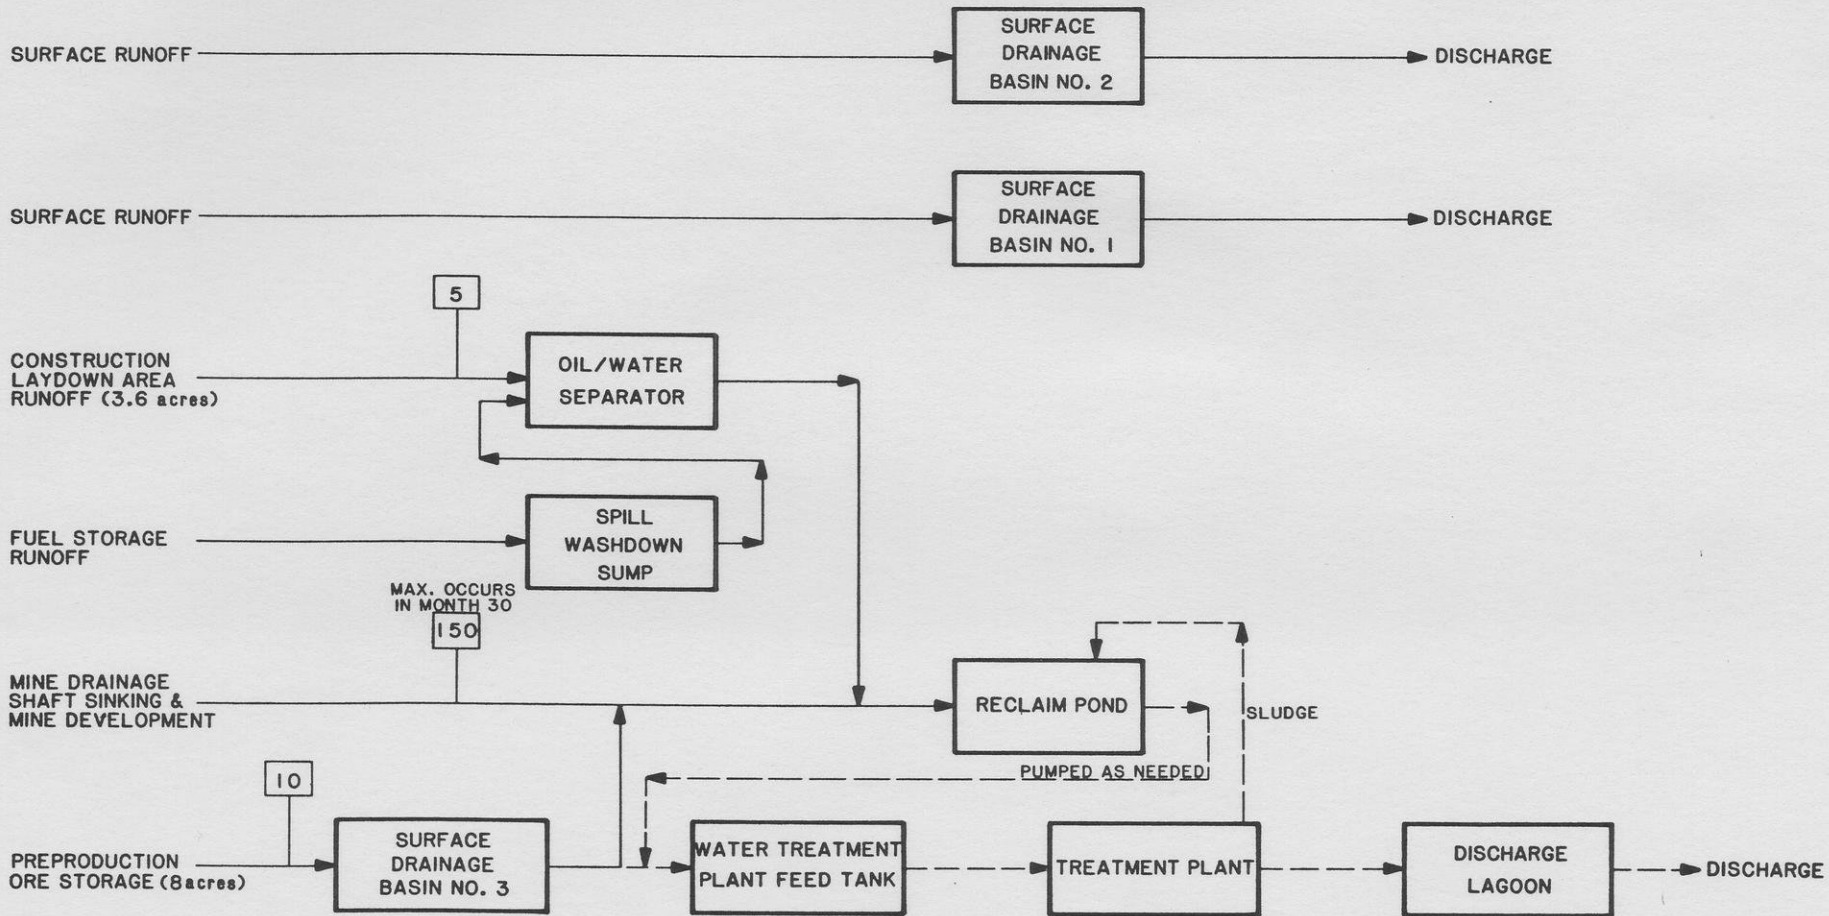 SURFACE RUNOFF
SURFACE
DRAINAGE
BASIN NO. 2
DISCHARGE
SURFACE RUNOFF
SURFACE
DRAINAGE
BASIN NO. 1
DISCHARGE
5
CONSTRUCTION
LAYDOWN AREA
RUNOFF (3.6 acres)
OIL/WATER
SEPARATOR
FUEL STORAGE
RUNOFF
SPILL
WASHDOWN
SUMP
MAX. OCCURS
IN MONTH 30
150
MINE DRAINAGE
SHAFT SINKING &
MINE DEVELOPMENT
RECLAIM POND
SLUDGE
PUMPED AS NEEDED
10
PREPRODUCTION
ORE STORAGE (8acres)
SURFACE
DRAINAGE
BASIN NO. 3
WATER TREATMENT
PLANT FEED TANK
TREATMENT PLANT
DISCHARGE
LAGOON
DISCHARGE